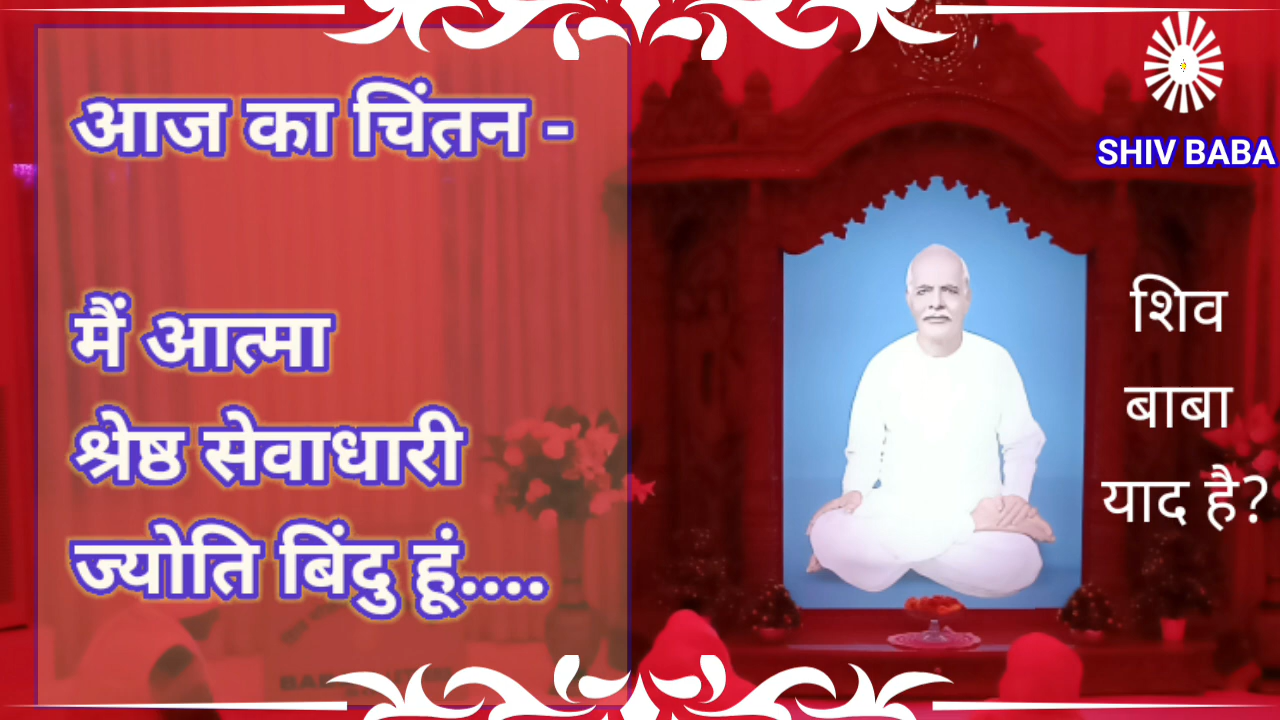 आज का चिंतन -
मैं आत्मा
श्रेष्ठ सेवाधारी
ज्योति बिंदु हूं....
SHIV BABA
शिव
बाबा
याद है?